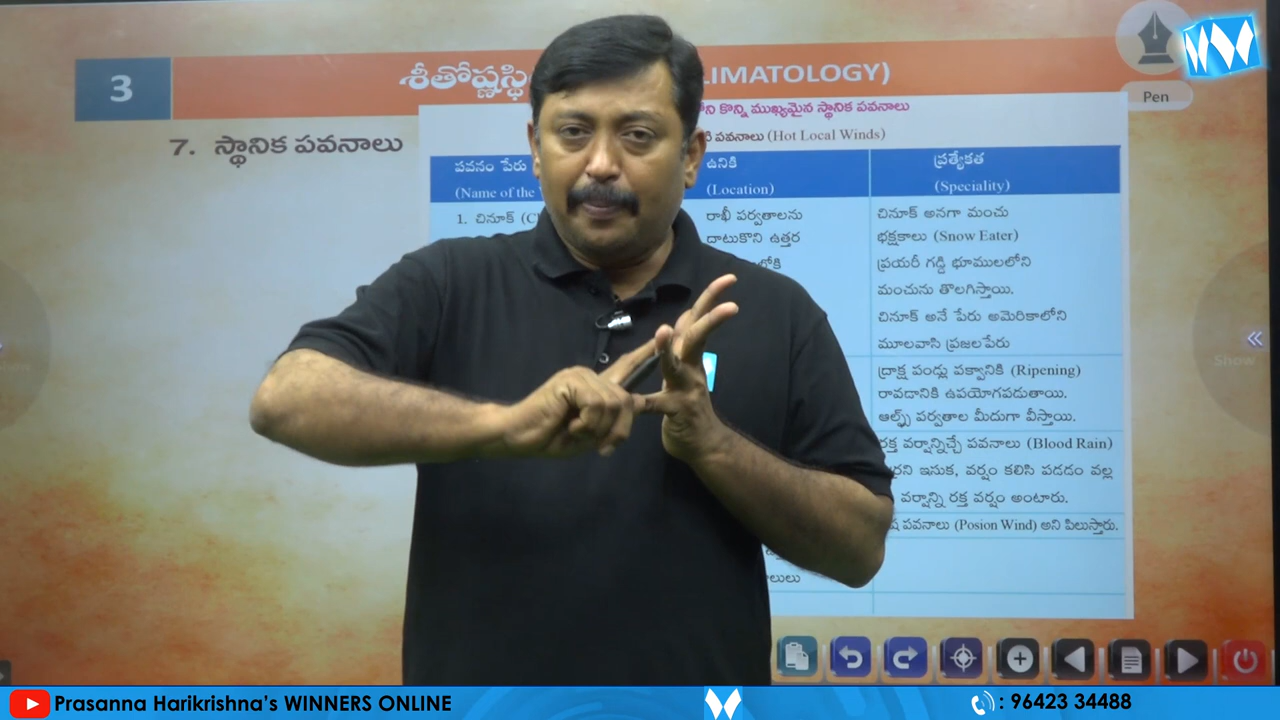 3
శీతోష్ణస్థి
LIMATOLOGY)
Pen
7. స్థానిక పవనాలు
కొన్ని ముఖ్యమైన స్థానిక పవనాలు
పవనాలు (Hot Local Winds)
పవనం పేరు
(Name of the
ఉనికి
(Location)
ప్రత్యేకత
(Speciality)
1. చినూక్
రాఖీ పర్వతాలను
దాటుకొని ఉత్తర
చినూక్ అనగా మంచు
భక్షకాలు (Snow Eater)
ప్రయరీ గడ్డి భూములలోని
మంచును తొలగిస్తాయి.
చినూక్ అనే పేరు అమెరికాలోని
మూలవాసి ప్రజలపేరు
ద్రాక్ష పండ్లు పక్వానికి (Ripening)
రావడానికి ఉపయోగపడతాయి.
ఆల్ప్స్ పర్వతాల మీదుగా వీస్తాయి.
రక్త వర్షాన్నిచ్చే పవనాలు (Blood Rain)
ఇసుక, వర్షం కలిసి పడడం వల్ల
వర్షాన్ని రక్త వర్షం అంటారు.
పవనాలు (Posion Wind) అని పిలుస్తారు.
Show
Prasanna Harikrishna's WINNERS ONLINE
: 96423 34488